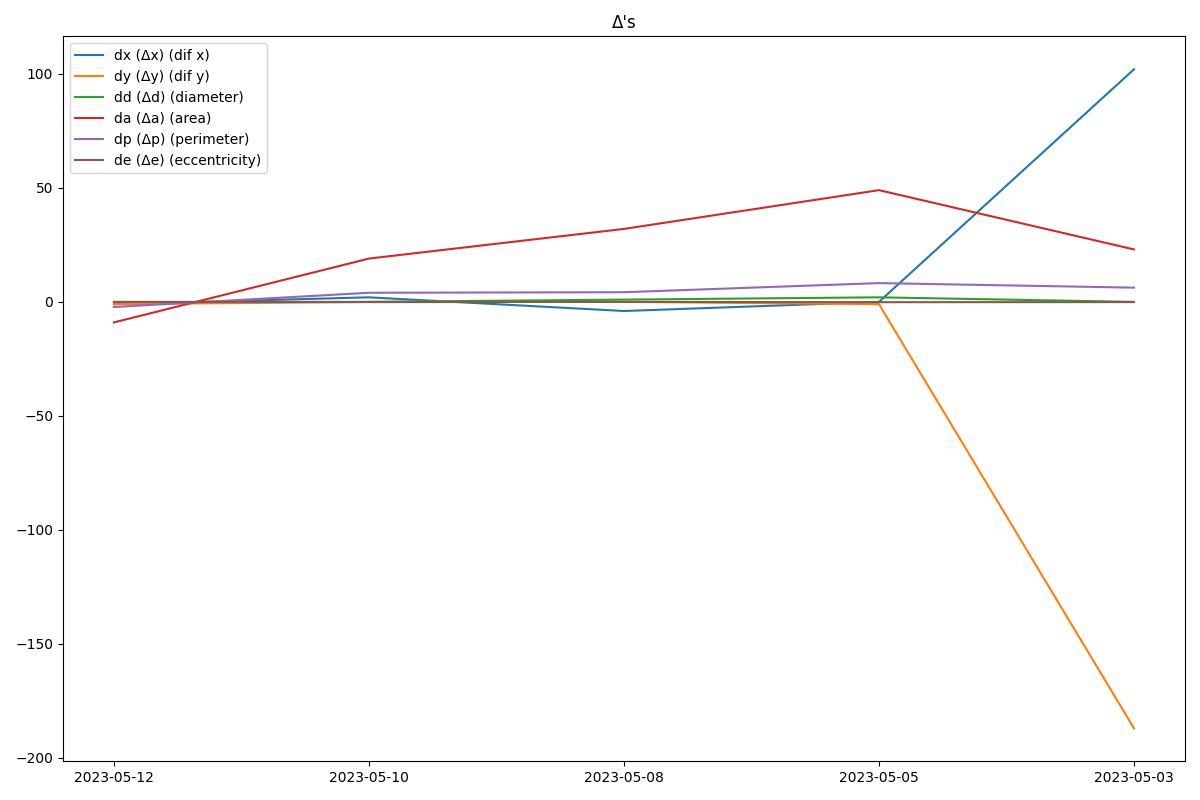 Δ's
dx (Δx) (dif x)
dy (Δy) (dif y)
dd (Δd) (diameter)
da (Δa) (area)
dp (Δp) (perimeter)
de (Δe) (eccentricity)
100
50
0
−50
−100
−150
−200
2023-05-12 2023-05-10 2023-05-08 2023-05-05 2023-05-03